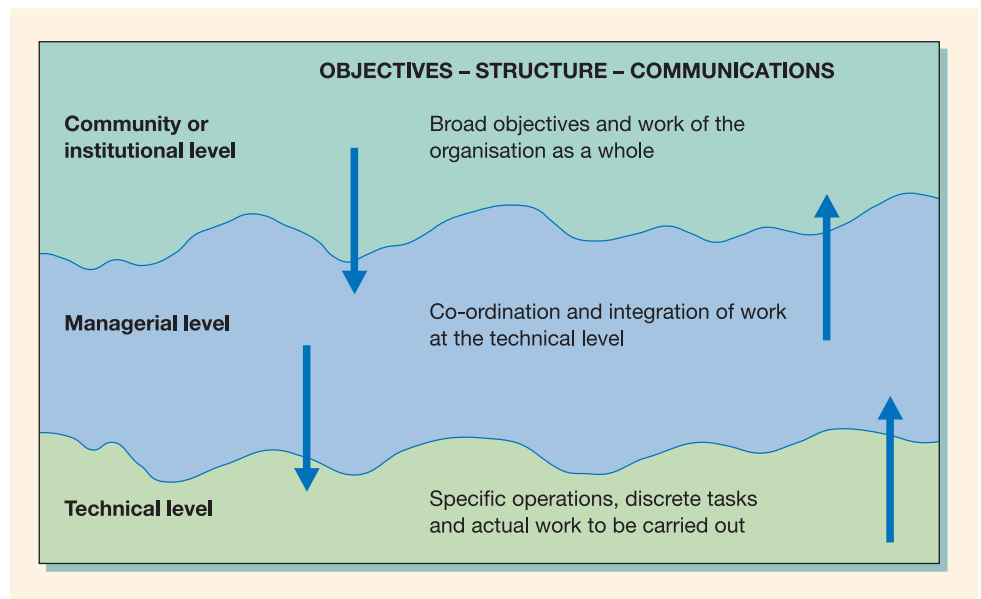 OBJECTIVES – STRUCTURE – COMMUNICATIONS
Community or
institutional level
Broad objectives and work of the
organisation as a whole
Managerial level
Co-ordination and integration of work
at the technical level
Technical level
Specific operations, discrete tasks
and actual work to be carried out